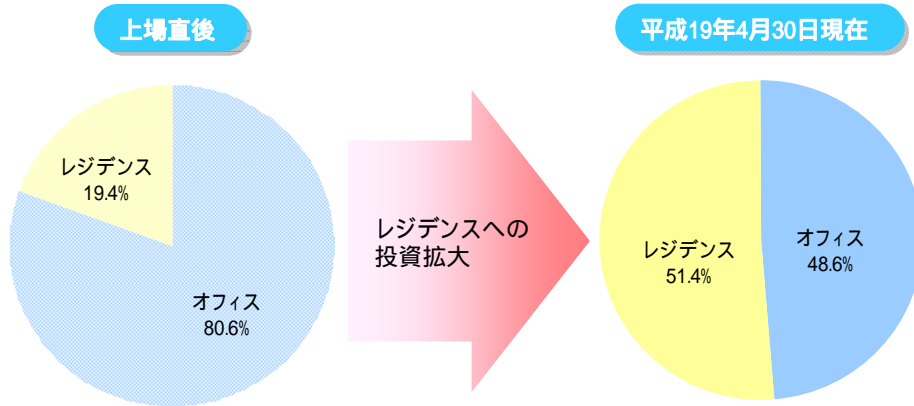 上場直後
平成19年4月30日現在
レジデンス
19.4%
オフィス
80.6%
レジデンスへの
投資拡大
レジデンス
51.4%
オフィス
48.6%